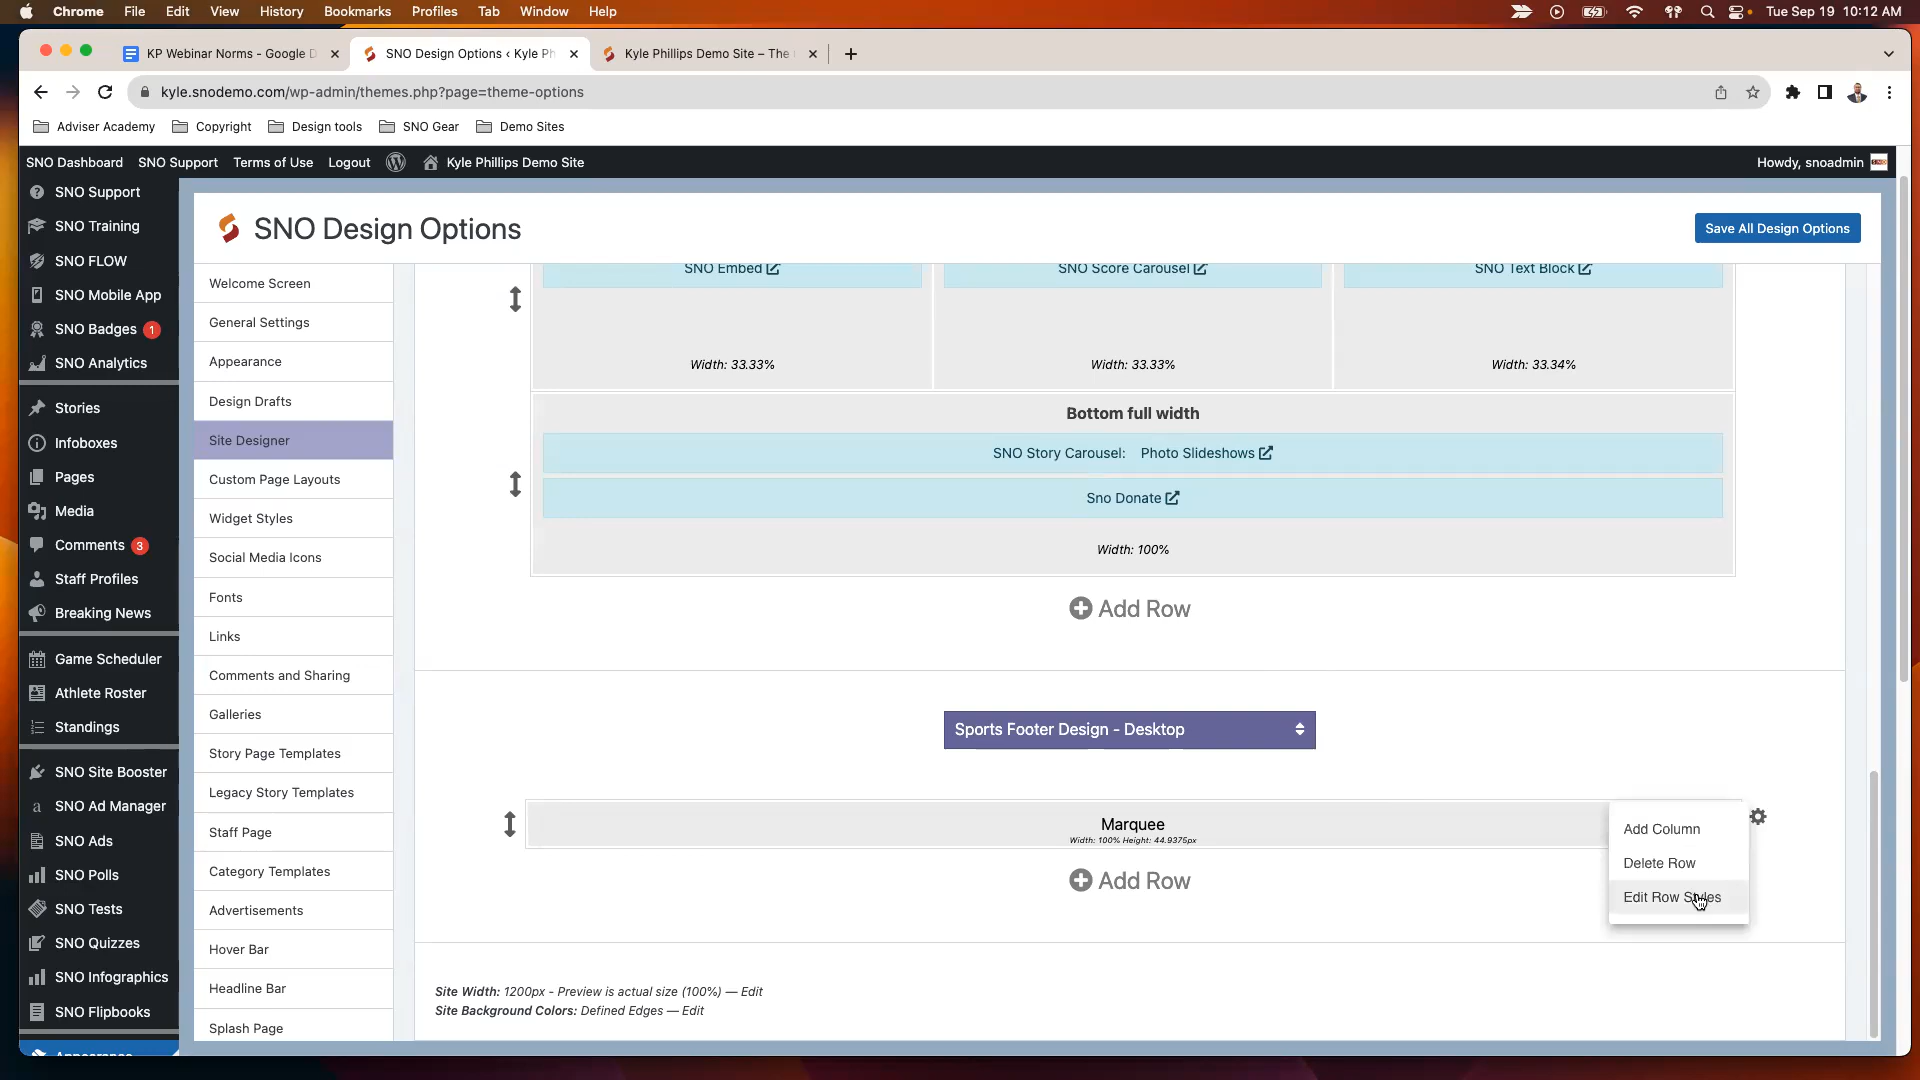 Chrome File Edit View History Bookmarks Profiles Tab Window Help Tue Sep 19 10:12 AM
KP Webinar Norms - Google D SNO Design Options ‹ Kyle Ph Kyle Phillips Demo Site – The
kyle.snodemo.com/wp-admin/themes.php?page=theme-options
Adviser Academy Copyright Design tools SNO Gear Demo Sites
SNO Dashboard SNO Support Terms of Use Logout Kyle Phillips Demo Site Howdy, snoadmin
SNO Support
SNO Training
SNO FLOW
SNO Mobile App
SNO Badges 1
SNO Analytics
Stories
Infoboxes
Pages
Media
Comments 3
Staff Profiles
Breaking News
Game Scheduler
Athlete Roster
Standings
SNO Site Booster
SNO Ad Manager
SNO Ads
SNO Polls
SNO Tests
SNO Quizzes
SNO Infographics
SNO Flipbooks
Appearance
SNO Design Options
Save All Design Options
Welcome Screen
General Settings
Appearance
Design Drafts
Site Designer
Custom Page Layouts
Widget Styles
Social Media Icons
Fonts
Links
Comments and Sharing
Galleries
Story Page Templates
Legacy Story Templates
Staff Page
Category Templates
Advertisements
Hover Bar
Headline Bar
Splash Page
SNO Embed SNO Score Carousel SNO Text Block
Width: 33.33% Width: 33.33% Width: 33.34%
Bottom full width
SNO Story Carousel: Photo Slideshows
Sno Donate
Width: 100%
Add Row
Sports Footer Design - Desktop
Marquee
Width: 100% Height: 44.9375px
Add Column
Delete Row
Edit Row Styles
Add Row
Site Width: 1200px - Preview is actual size (100%) — Edit
Site Background Colors: Defined Edges — Edit